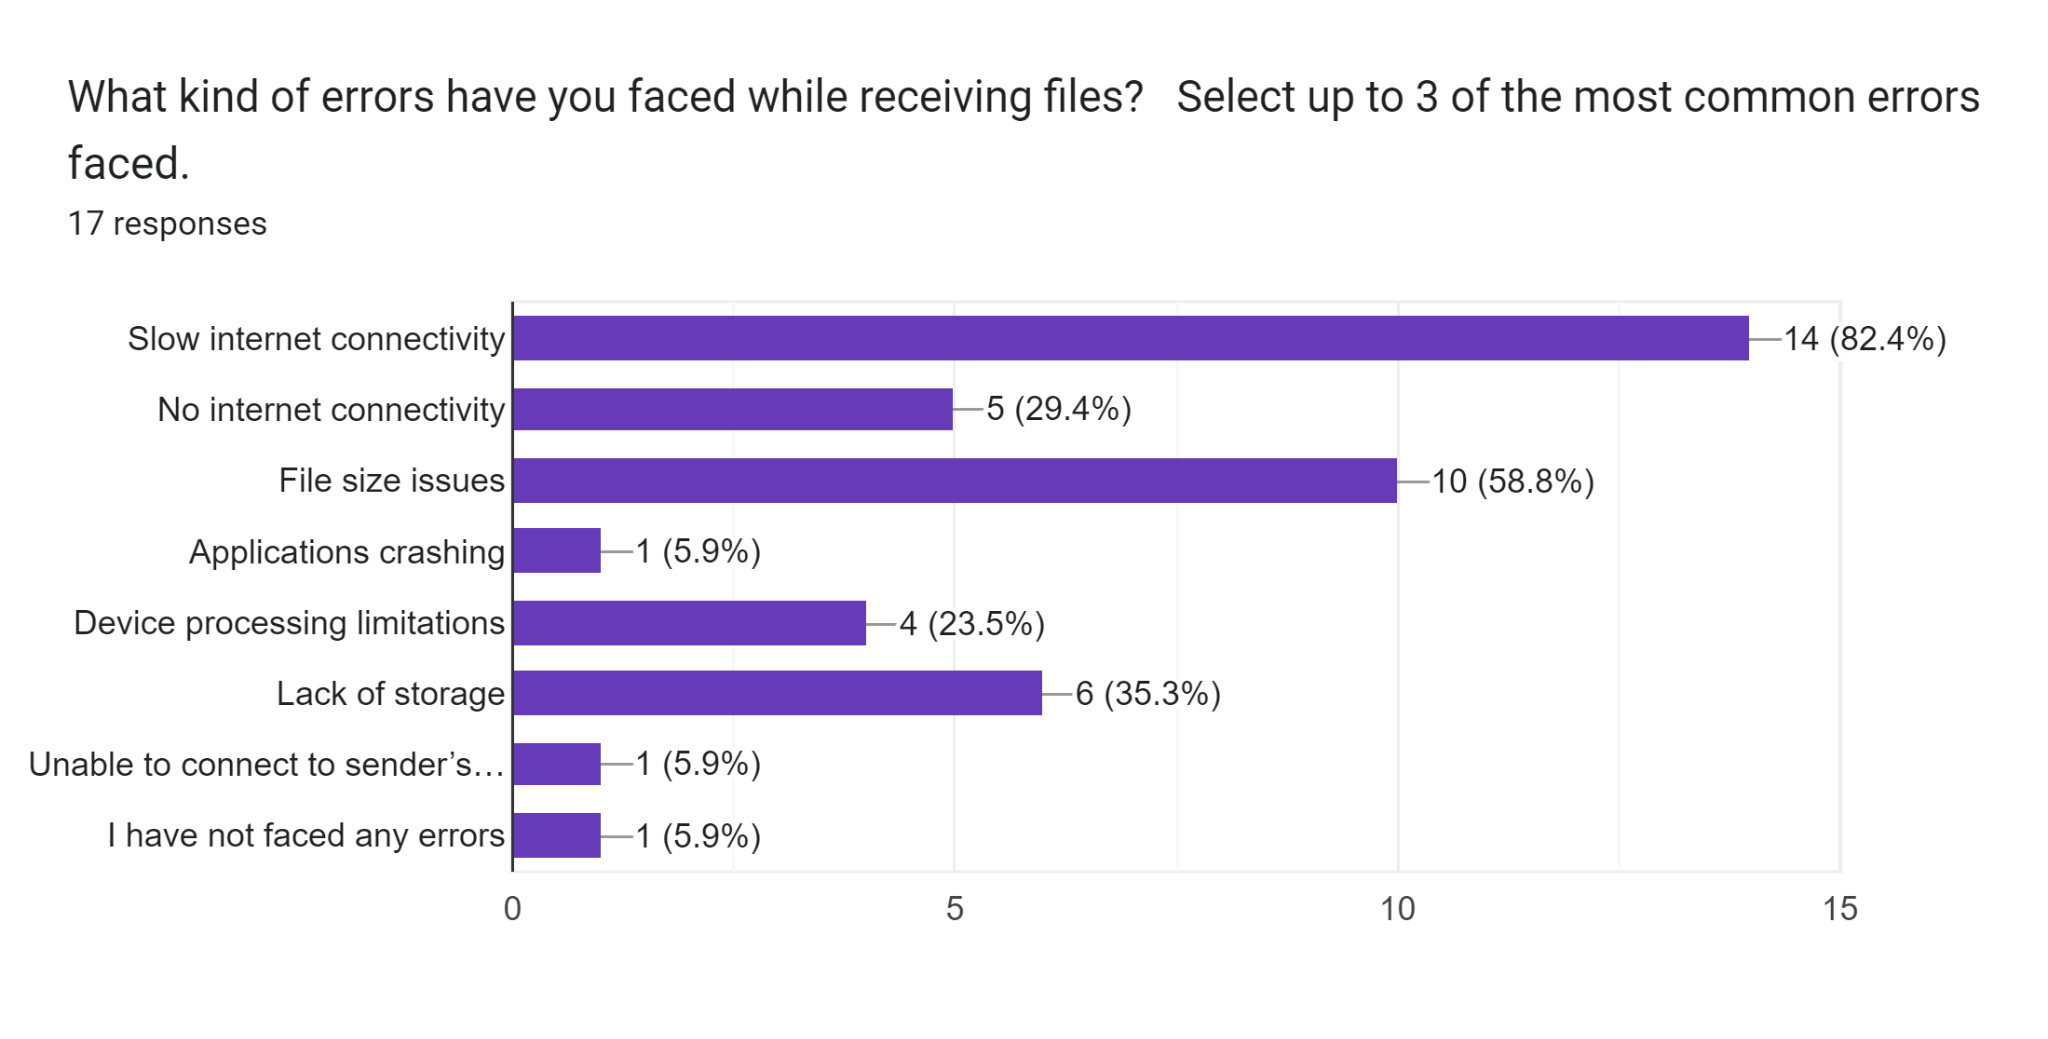 What kind of errors have you faced while receiving files?   Select up to 3 of the most common errors
faced.
17 responses
Slow internet connectivity 14 (82.4%)
No internet connectivity 5 (29.4%)
File size issues 10 (58.8%)
Applications crashing 1 (5.9%)
Device processing limitations 4 (23.5%)
Lack of storage 6 (35.3%)
Unable to connect to sender’s… 1 (5.9%)
I have not faced any errors 1 (5.9%)
0 5 10 15